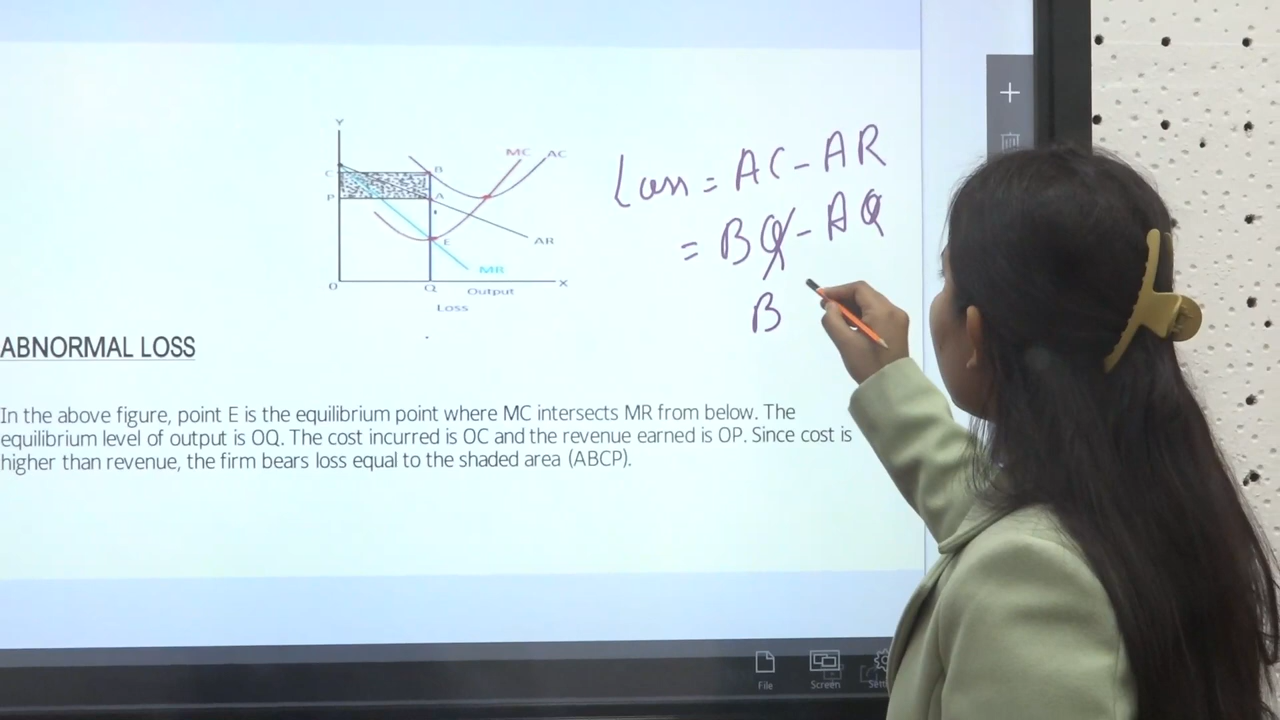 Y
MC
AC
C
B
P
A
E
AR
MR
O
Q
Output
X
Loss
Loss = AC - AR
= BQ - AQ
B
ABNORMAL LOSS
In the above figure, point E is the equilibrium point where MC intersects MR from below. The
equilibrium level of output is OQ. The cost incurred is OC and the revenue earned is OP. Since cost is
higher than revenue, the firm bears loss equal to the shaded area (ABCP).
File
Screen